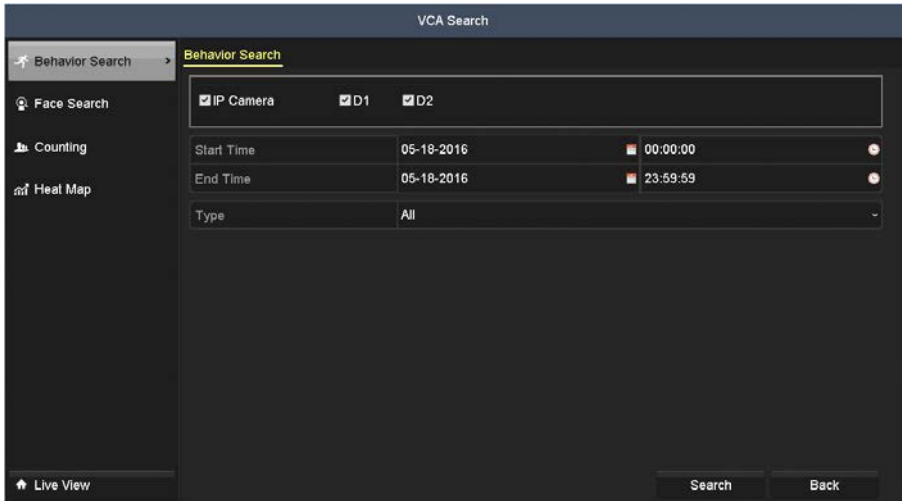 VCA Search
Behavior Search
Face Search
Counting
Heat Map
Live View
Behavior Search
IP Camera D1 D2
Start Time 05-18-2016 00:00:00
End Time 05-18-2016 23:59:59
Type All
Search Back